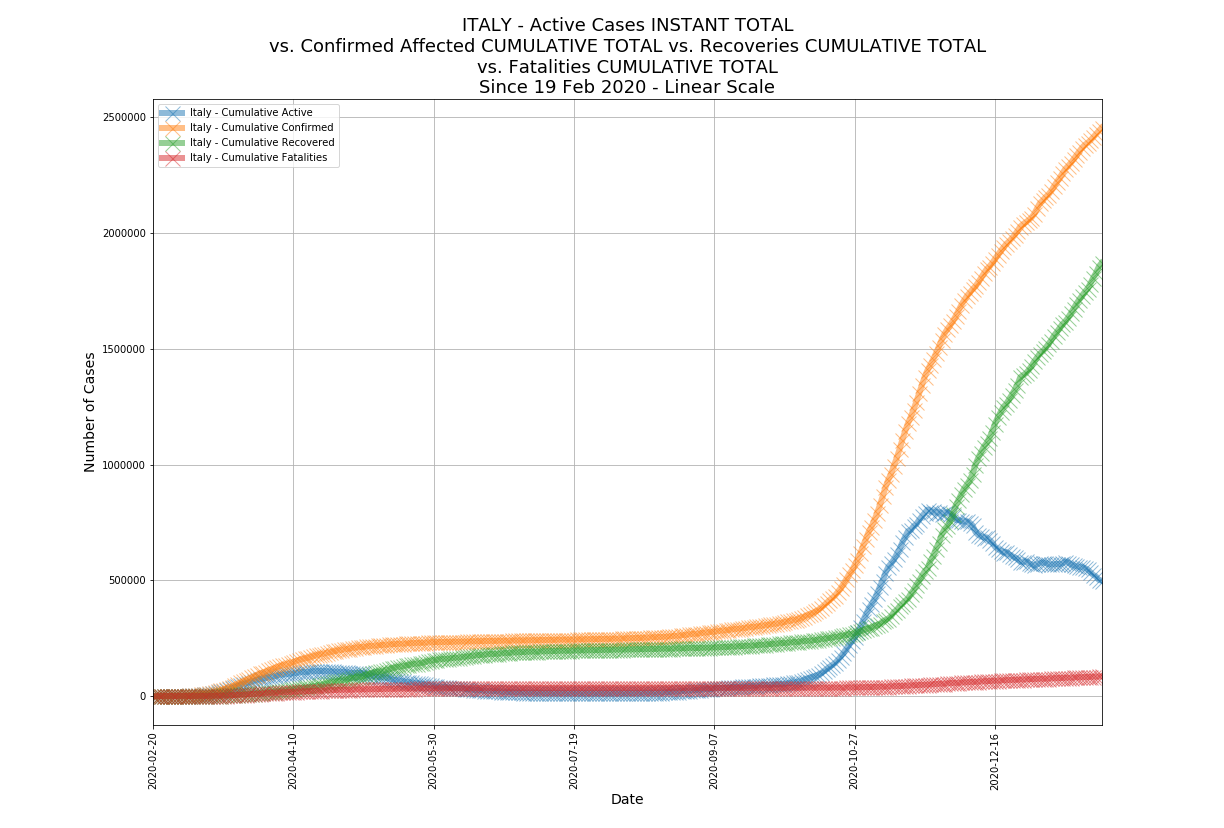 ITALY - Active Cases INSTANT TOTAL
vs. Confirmed Affected CUMULATIVE TOTAL vs. Recoveries CUMULATIVE TOTAL
vs. Fatalities CUMULATIVE TOTAL
Since 19 Feb 2020 - Linear Scale
Italy - Cumulative Active
Italy - Cumulative Confirmed
Italy - Cumulative Recovered
Italy - Cumulative Fatalities
2500000
2000000
1500000
1000000
500000
0
Number of Cases
2020-02-20
2020-04-10
2020-05-30
2020-07-19
2020-09-07
2020-10-27
2020-12-16
Date